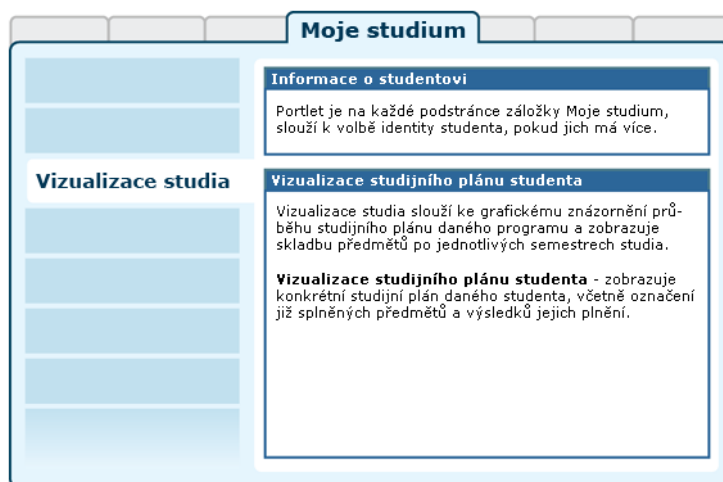 Moje studium
Informace o studentovi
Portlet je na každé podstránce záložky Moje studium,
slouží k volbě identity studenta, pokud jich má více.
Vizualizace studia
Vizualizace studijního plánu studenta
Vizualizace studia slouží ke grafickému znázornění prů-
běhu studijního plánu daného programu a zobrazuje
skladbu předmětů po jednotlivých semestrech studia.
Vizualizace studijního plánu studenta - zobrazuje
konkrétní studijní plán daného studenta, včetně označení
již splněných předmětů a výsledků jejich plnění.